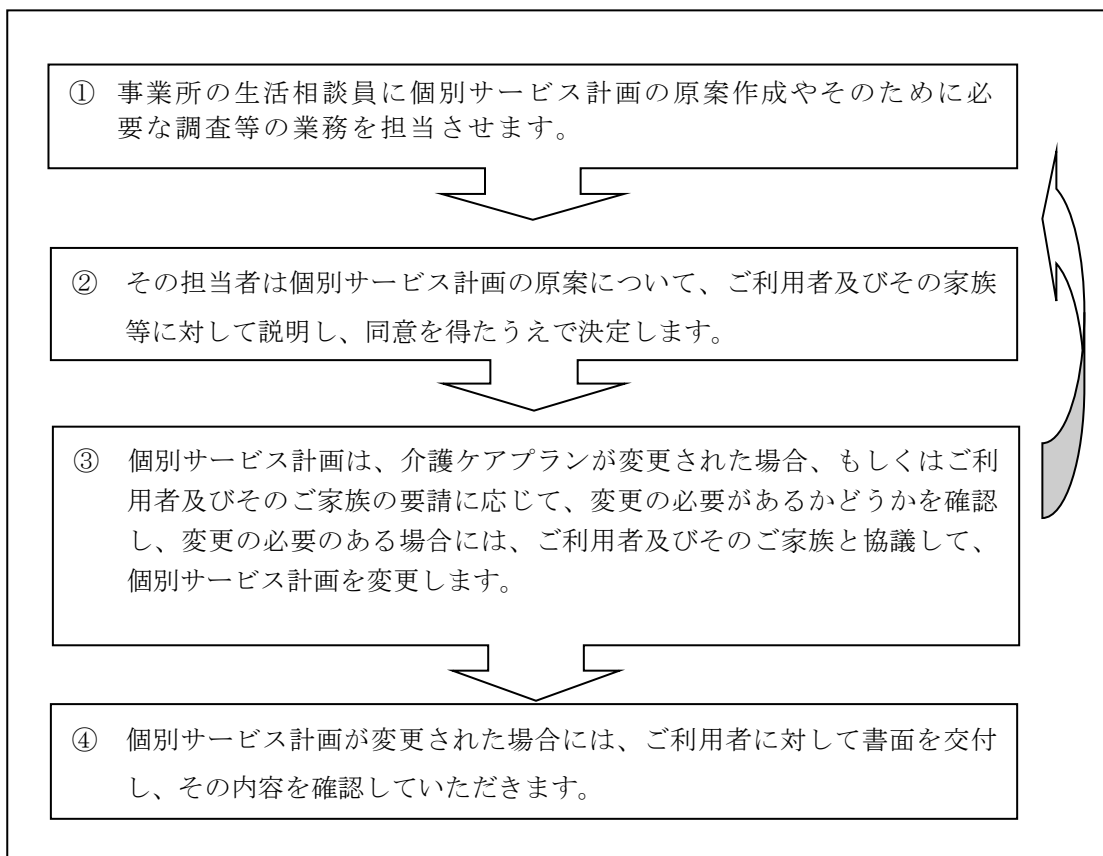 ① 事業所の生活相談員に個別サービス計画の原案作成やそのために必
要な調査等の業務を担当させます。
② その担当者は個別サービス計画の原案について、ご利用者及びその家族
等に対して説明し、同意を得たうえで決定します。
③ 個別サービス計画は、介護ケアプランが変更された場合、もしくはご利
用者及びそのご家族の要請に応じて、変更の必要があるかどうかを確認
し、変更の必要のある場合には、ご利用者及びそのご家族と協議して、
個別サービス計画を変更します。
④ 個別サービス計画が変更された場合には、ご利用者に対して書面を交付
し、その内容を確認していただきます。